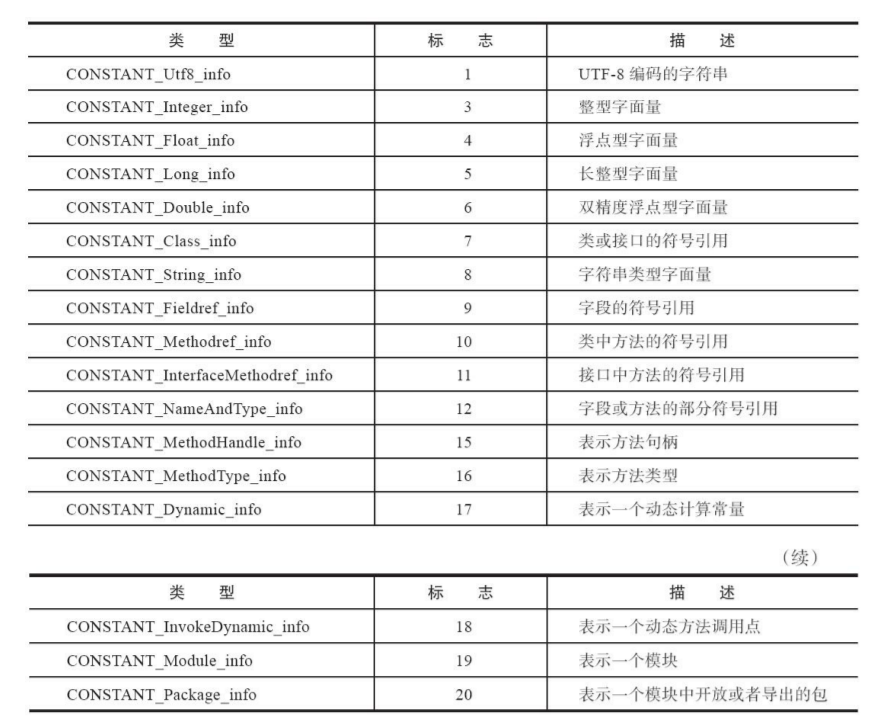 类 型 标 志 描 述
CONSTANT_Utf8_info 1 UTF-8 编码的字符串
CONSTANT_Integer_info 3 整型字面量
CONSTANT_Float_info 4 浮点型字面量
CONSTANT_Long_info 5 长整型字面量
CONSTANT_Double_info 6 双精度浮点型字面量
CONSTANT_Class_info 7 类或接口的符号引用
CONSTANT_String_info 8 字符串类型字面量
CONSTANT_Fieldref_info 9 字段的符号引用
CONSTANT_Methodref_info 10 类中方法的符号引用
CONSTANT_InterfaceMethodref_info 11 接口中方法的符号引用
CONSTANT_NameAndType_info 12 字段或方法的部分符号引用
CONSTANT_MethodHandle_info 15 表示方法句柄
CONSTANT_MethodType_info 16 表示方法类型
CONSTANT_Dynamic_info 17 表示一个动态计算常量
（续）
类 型 标 志 描 述
CONSTANT_InvokeDynamic_info 18 表示一个动态方法调用点
CONSTANT_Module_info 19 表示一个模块
CONSTANT_Package_info 20 表示一个模块中开放或者导出的包